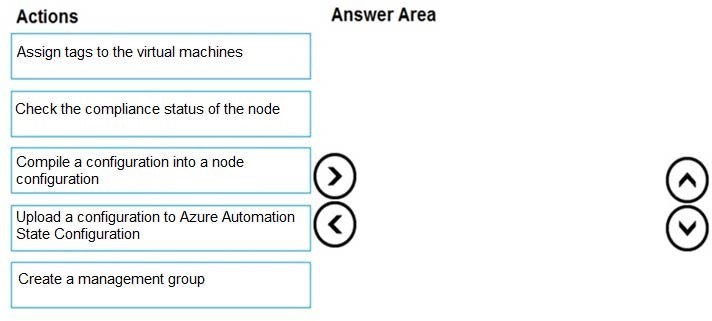 Actions
Answer Area
Assign tags to the virtual machines
Check the compliance status of the node
Compile a configuration into a node
configuration
Upload a configuration to Azure Automation
State Configuration
Create a management group